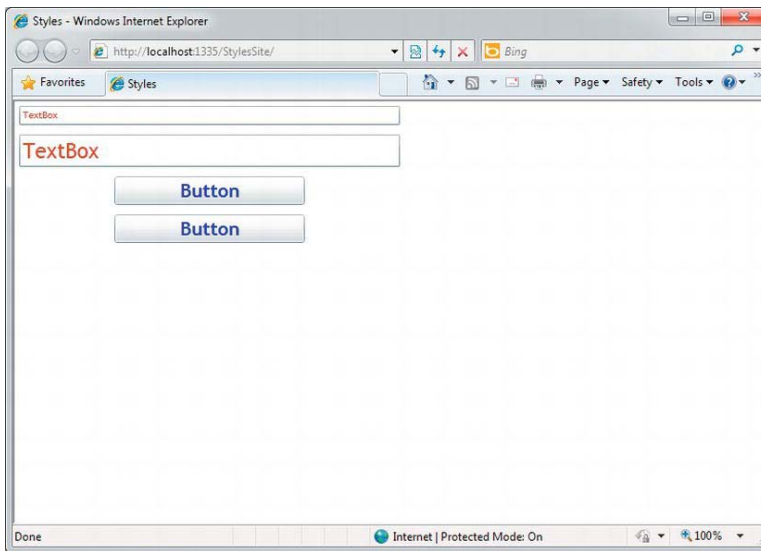 Styles - Windows Internet Explorer
http://localhost:1335/StylesSite/
Bing
Favorites Styles Page Safety Tools
TextBox
TextBox
Button
Button
Done Internet | Protected Mode: On 100%